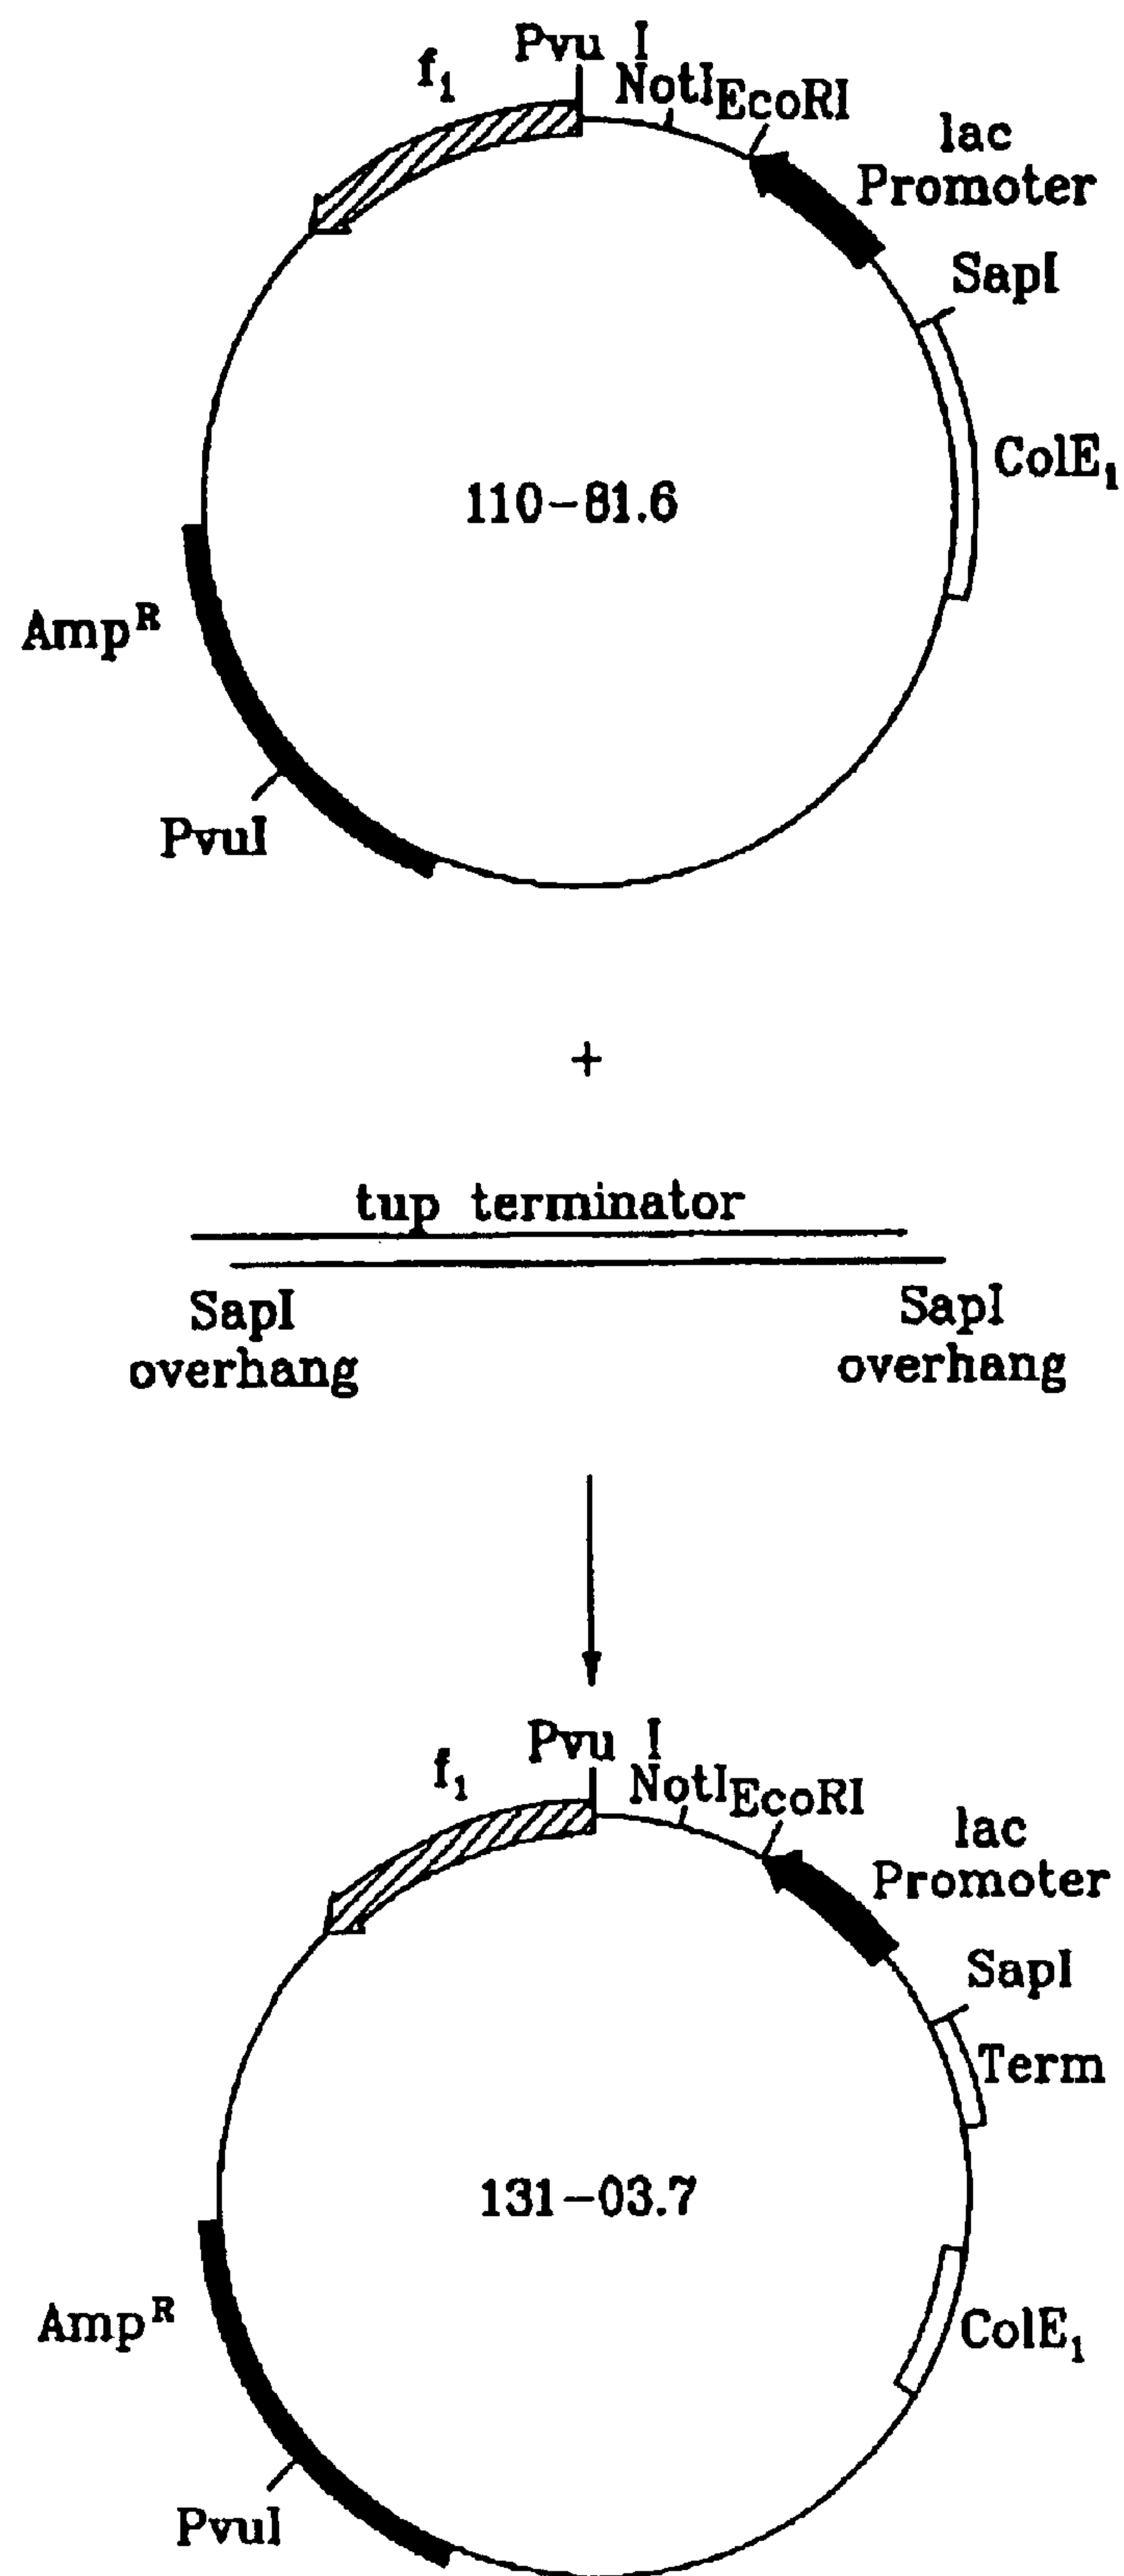 Pvu I
f₁
NotI
EcoRI
lac
Promoter
SapI
ColE₁
110-81.6
Ampᴿ
PvuI
+
tup terminator
SapI
overhang
SapI
overhang
Pvu I
f₁
NotI
EcoRI
lac
Promoter
SapI
Term
131-03.7
ColE₁
Ampᴿ
PvuI